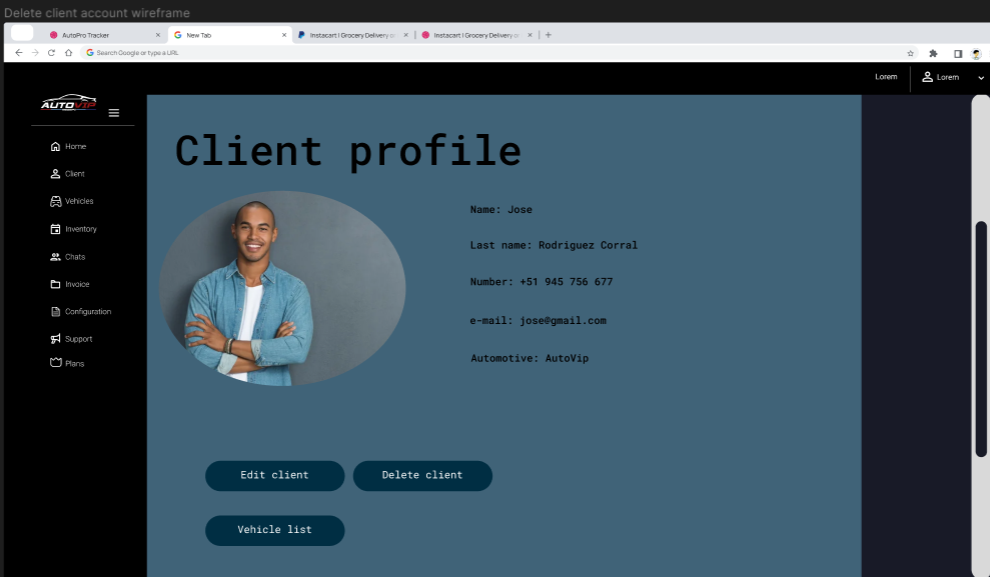 Delete client account wireframe
AutoPro Tracker
New Tab
Instacart | Grocery Delivery o
Instacart | Grocery Delivery o
Search Google or type a URL
Lorem
Lorem
AUTOVIP
Home
Client
Vehicles
Inventory
Chats
Invoice
Configuration
Support
Plans
Client profile
Name: Jose
Last name: Rodriguez Corral
Number: +51 945 756 677
e-mail: jose@gmail.com
Automotive: AutoVip
Edit client
Delete client
Vehicle list